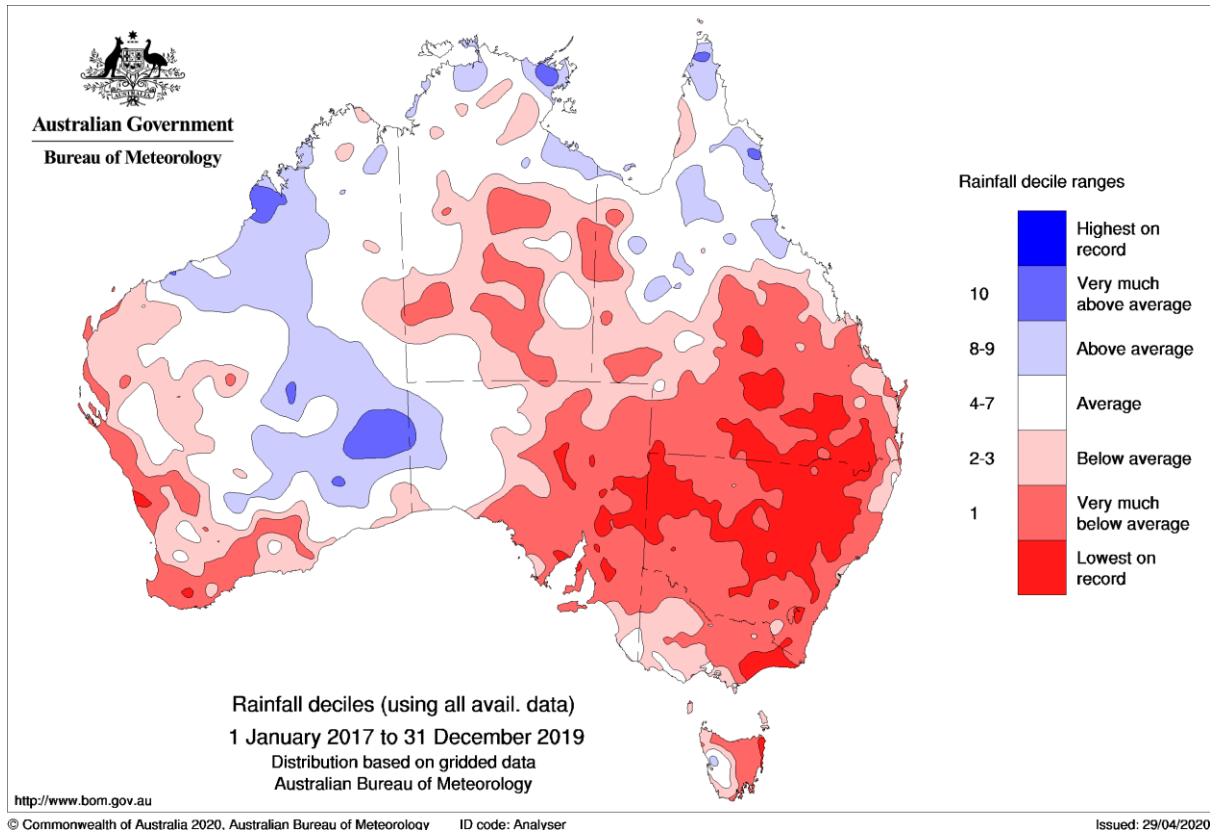 AUSTRALIA
Australian Government
Bureau of Meteorology
Rainfall decile ranges
Highest on
record
10
Very much
above average
8-9
Above average
4-7
Average
2-3
Below average
1
Very much
below average
Lowest on
record
Rainfall deciles (using all avail. data)
1 January 2017 to 31 December 2019
Distribution based on gridded data
Australian Bureau of Meteorology
http://www.bom.gov.au
© Commonwealth of Australia 2020, Australian Bureau of Meteorology ID code: Analyser Issued: 29/04/2020